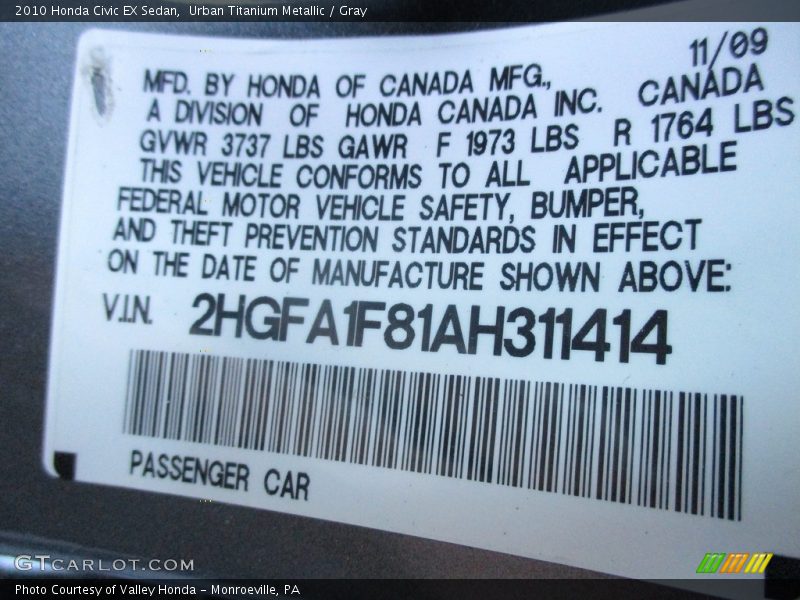 2010 Honda Civic EX Sedan,  Urban Titanium Metallic / Gray
11/09
MFD. BY HONDA OF CANADA MFG., CANADA
A DIVISION OF HONDA CANADA INC.
GVWR 3737 LBS GAWR F 1973 LBS R 1764 LBS
THIS VEHICLE CONFORMS TO ALL APPLICABLE
FEDERAL MOTOR VEHICLE SAFETY, BUMPER,
AND THEFT PREVENTION STANDARDS IN EFFECT
ON THE DATE OF MANUFACTURE SHOWN ABOVE:
V.I.N. 2HGFA1F81AH311414
PASSENGER CAR
GTCARLOT.COM
Photo Courtesy of Valley Honda - Monroeville, PA